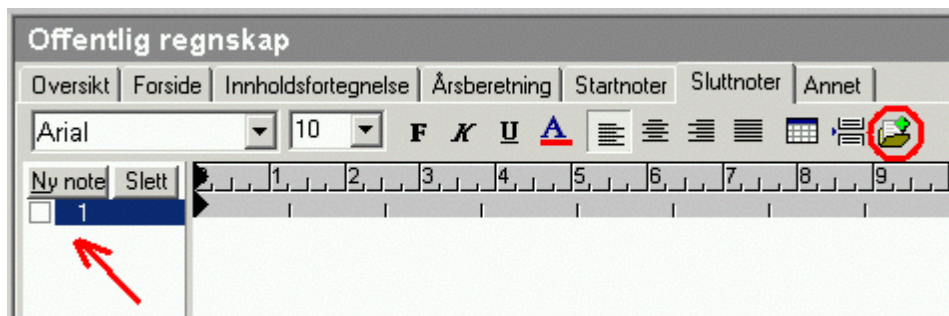 Offentlig regnskap
Oversikt Forside Innholdsfortegnelse Årsberetning Startnoter Sluttnoter Annet
Arial 10 F K U A
Ny note Slett 1 2 3 4 5 6 7 8 9
1